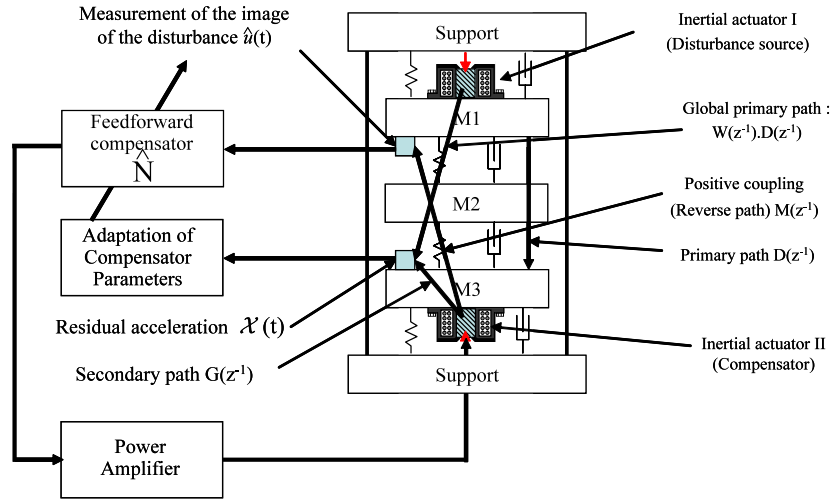 Measurement of the image
of the disturbance û(t)
Support
Inertial actuator I
(Disturbance source)
M1
Global primary path :
W(z⁻¹).D(z⁻¹)
Feedforward
compensator
N̂
M2
Positive coupling
(Reverse path) M(z⁻¹)
Adaptation of
Compensator
Parameters
Primary path D(z⁻¹)
M3
Residual acceleration 𝒳(t)
Inertial actuator II
(Compensator)
Secondary path G(z⁻¹)
Support
Power
Amplifier